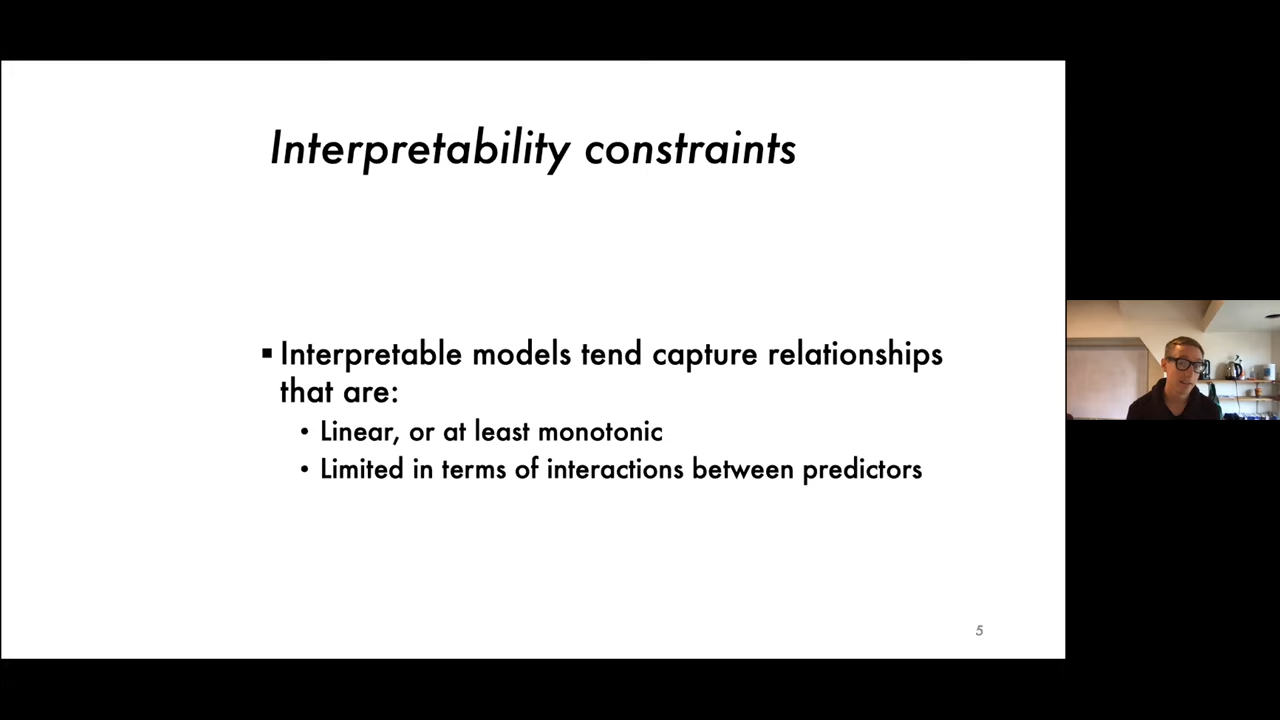 Interpretability constraints
▪ Interpretable models tend capture relationships
that are:
• Linear, or at least monotonic
• Limited in terms of interactions between predictors
5